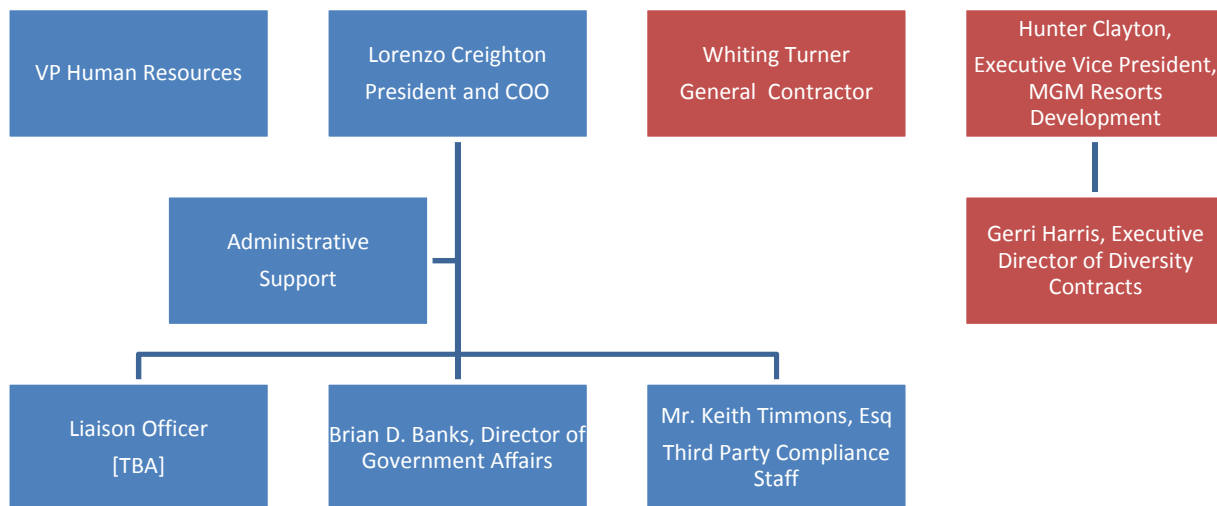 VP Human Resources
Lorenzo Creighton
President and COO
Whiting Turner
General Contractor
Hunter Clayton,
Executive Vice President,
MGM Resorts
Development
Administrative
Support
Gerri Harris, Executive
Director of Diversity
Contracts
Liaison Officer
[TBA]
Brian D. Banks, Director of
Government Affairs
Mr. Keith Timmons, Esq
Third Party Compliance
Staff